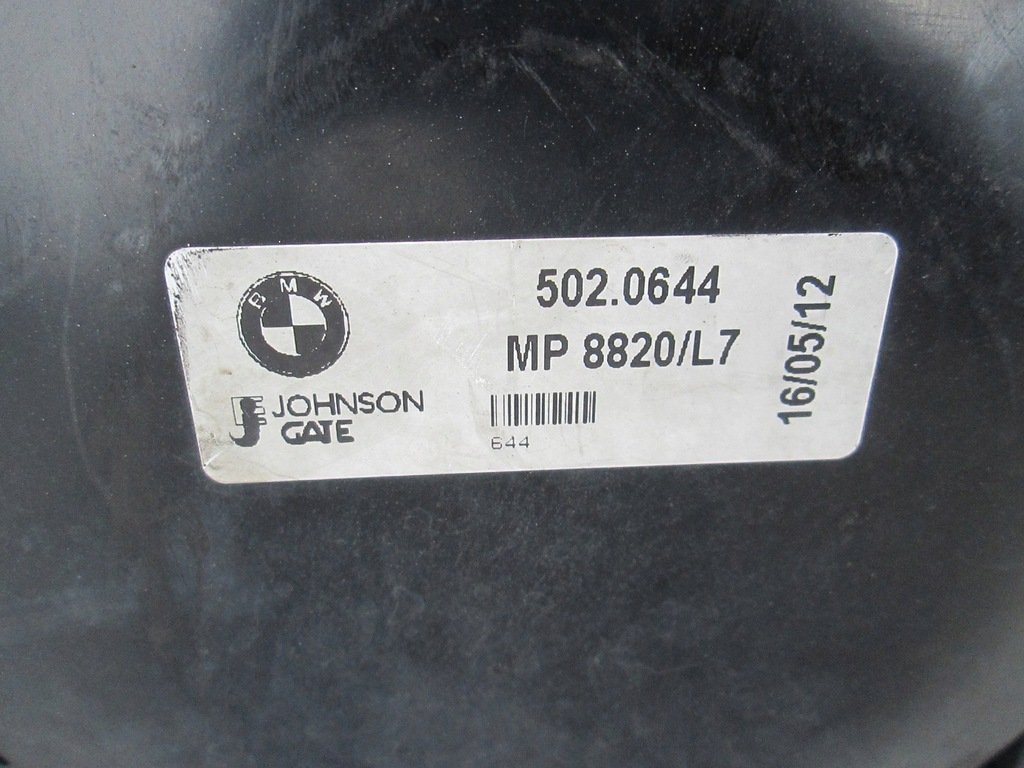 BMW
JOHNSON
GATE
502.0644
MP 8820/L7
644
16/05/12